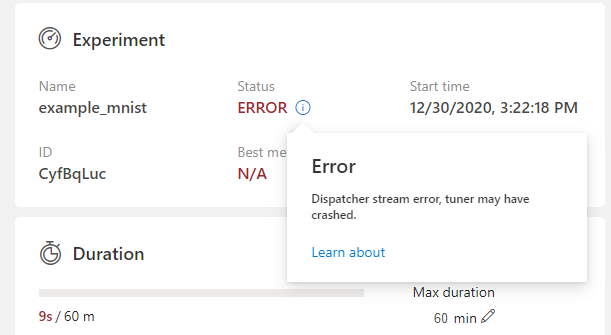 Experiment
Name Status Start time
example_mnist ERROR 12/30/2020, 3:22:18 PM
ID Best me
CyfBqLuc N/A
Error
Dispatcher stream error, tuner may have
crashed.
Learn about
Duration
Max duration
9s / 60 m 60 min